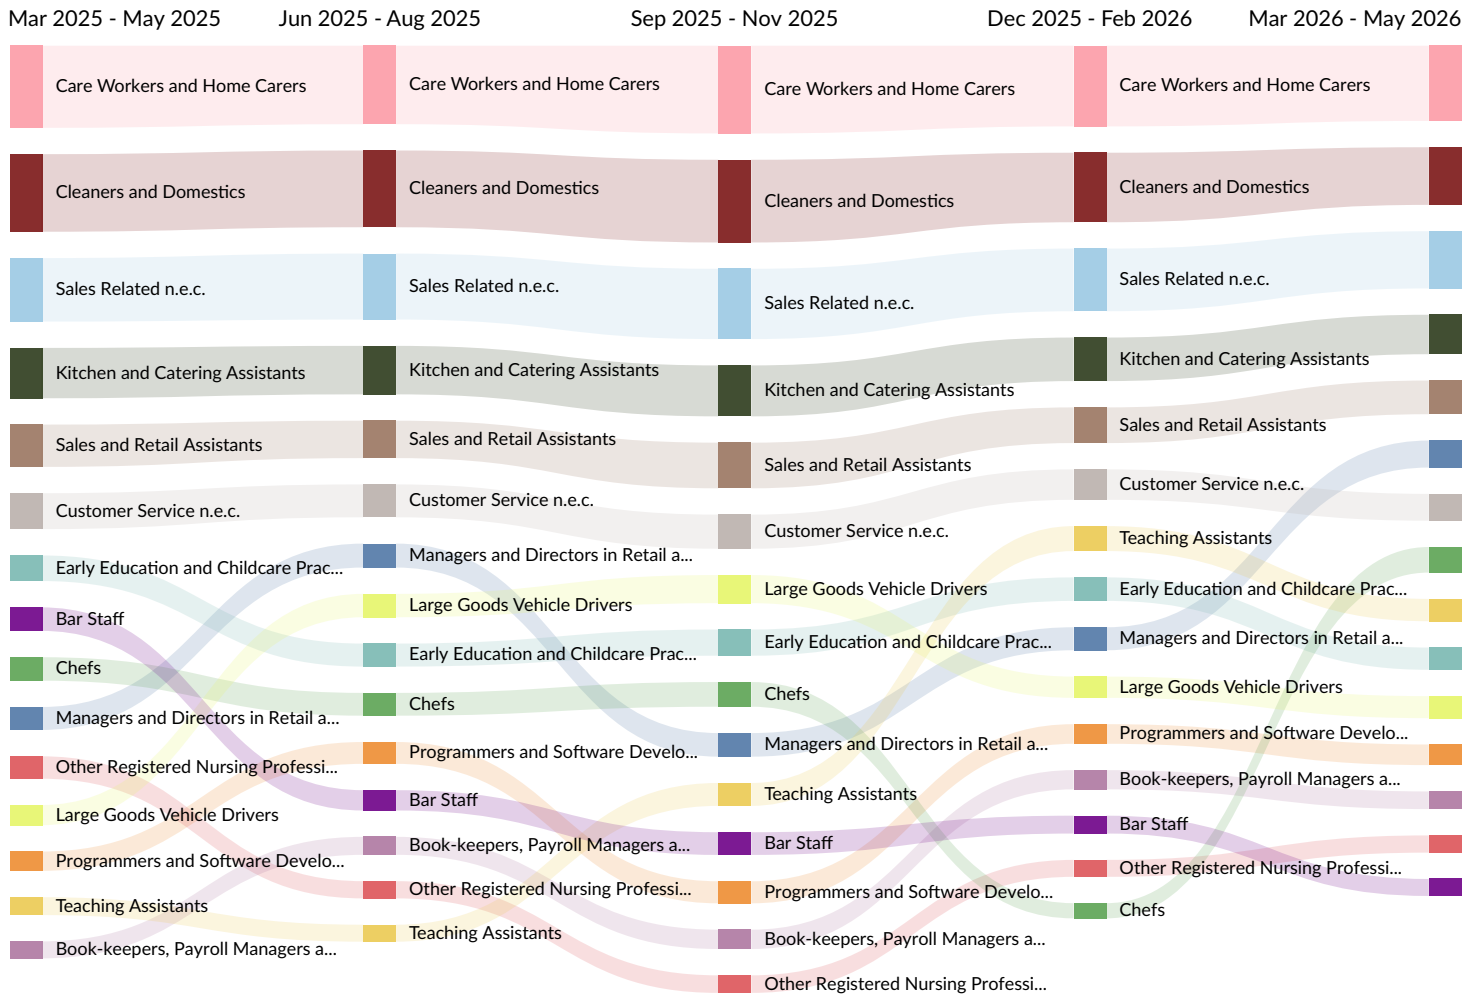 Mar 2025 - May 2025
Jun 2025 - Aug 2025
Sep 2025 - Nov 2025
Dec 2025 - Feb 2026
Mar 2026 - May 2026
Care Workers and Home Carers
Cleaners and Domestics
Sales Related n.e.c.
Kitchen and Catering Assistants
Sales and Retail Assistants
Customer Service n.e.c.
Early Education and Childcare Prac...
Bar Staff
Chefs
Managers and Directors in Retail a...
Other Registered Nursing Professi...
Large Goods Vehicle Drivers
Programmers and Software Develo...
Teaching Assistants
Book-keepers, Payroll Managers a...
Care Workers and Home Carers
Cleaners and Domestics
Sales Related n.e.c.
Kitchen and Catering Assistants
Sales and Retail Assistants
Customer Service n.e.c.
Managers and Directors in Retail a...
Large Goods Vehicle Drivers
Early Education and Childcare Prac...
Chefs
Programmers and Software Develo...
Bar Staff
Book-keepers, Payroll Managers a...
Other Registered Nursing Professi...
Teaching Assistants
Care Workers and Home Carers
Cleaners and Domestics
Sales Related n.e.c.
Kitchen and Catering Assistants
Sales and Retail Assistants
Customer Service n.e.c.
Large Goods Vehicle Drivers
Early Education and Childcare Prac...
Chefs
Managers and Directors in Retail a...
Teaching Assistants
Bar Staff
Programmers and Software Develo...
Book-keepers, Payroll Managers a...
Other Registered Nursing Professi...
Care Workers and Home Carers
Cleaners and Domestics
Sales Related n.e.c.
Kitchen and Catering Assistants
Sales and Retail Assistants
Customer Service n.e.c.
Teaching Assistants
Early Education and Childcare Prac...
Managers and Directors in Retail a...
Large Goods Vehicle Drivers
Programmers and Software Develo...
Book-keepers, Payroll Managers a...
Bar Staff
Other Registered Nursing Professi...
Chefs